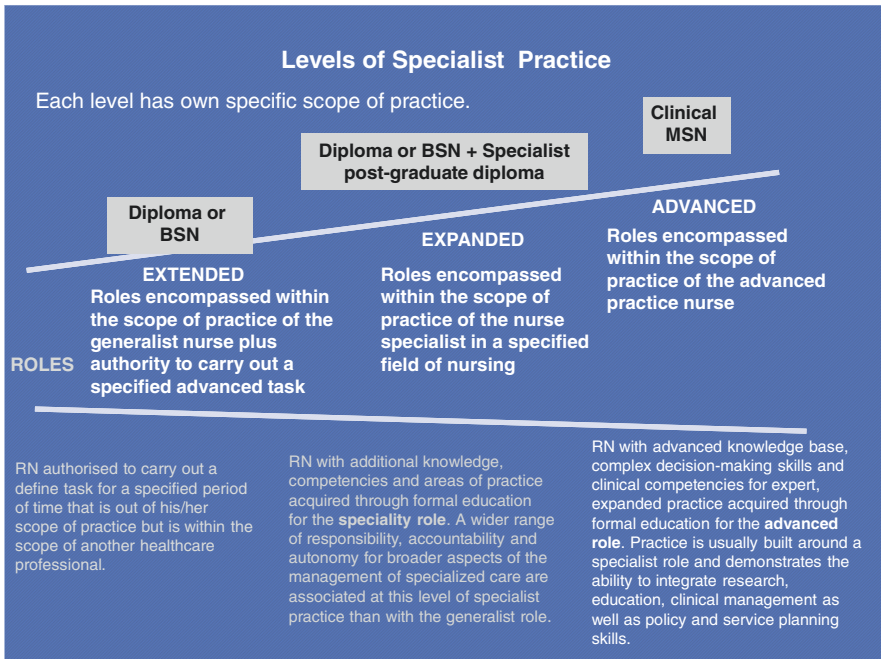 Levels of Specialist Practice
Each level has own specific scope of practice.
Diploma or
BSN
Diploma or BSN + Specialist
post-graduate diploma
Clinical
MSN
ROLES
EXTENDED
Roles encompassed within
the scope of practice of the
generalist nurse plus
authority to carry out a
specified advanced task
EXPANDED
Roles encompassed
within the scope of
practice of the nurse
specialist in a specified
field of nursing
ADVANCED
Roles encompassed
within the scope of
practice of the advanced
practice nurse
RN authorised to carry out a
define task for a specified period
of time that is out of his/her
scope of practice but is within the
scope of another healthcare
professional.
RN with additional knowledge,
competencies and areas of practice
acquired through formal education
for the speciality role. A wider range
of responsibility, accountability and
autonomy for broader aspects of the
management of specialized care are
associated at this level of specialist
practice than with the generalist role.
RN with advanced knowledge base,
complex decision-making skills and
clinical competencies for expert,
expanded practice acquired through
formal education for the advanced
role. Practice is usually built around a
specialist role and demonstrates the
ability to integrate research,
education, clinical management as
well as policy and service planning
skills.